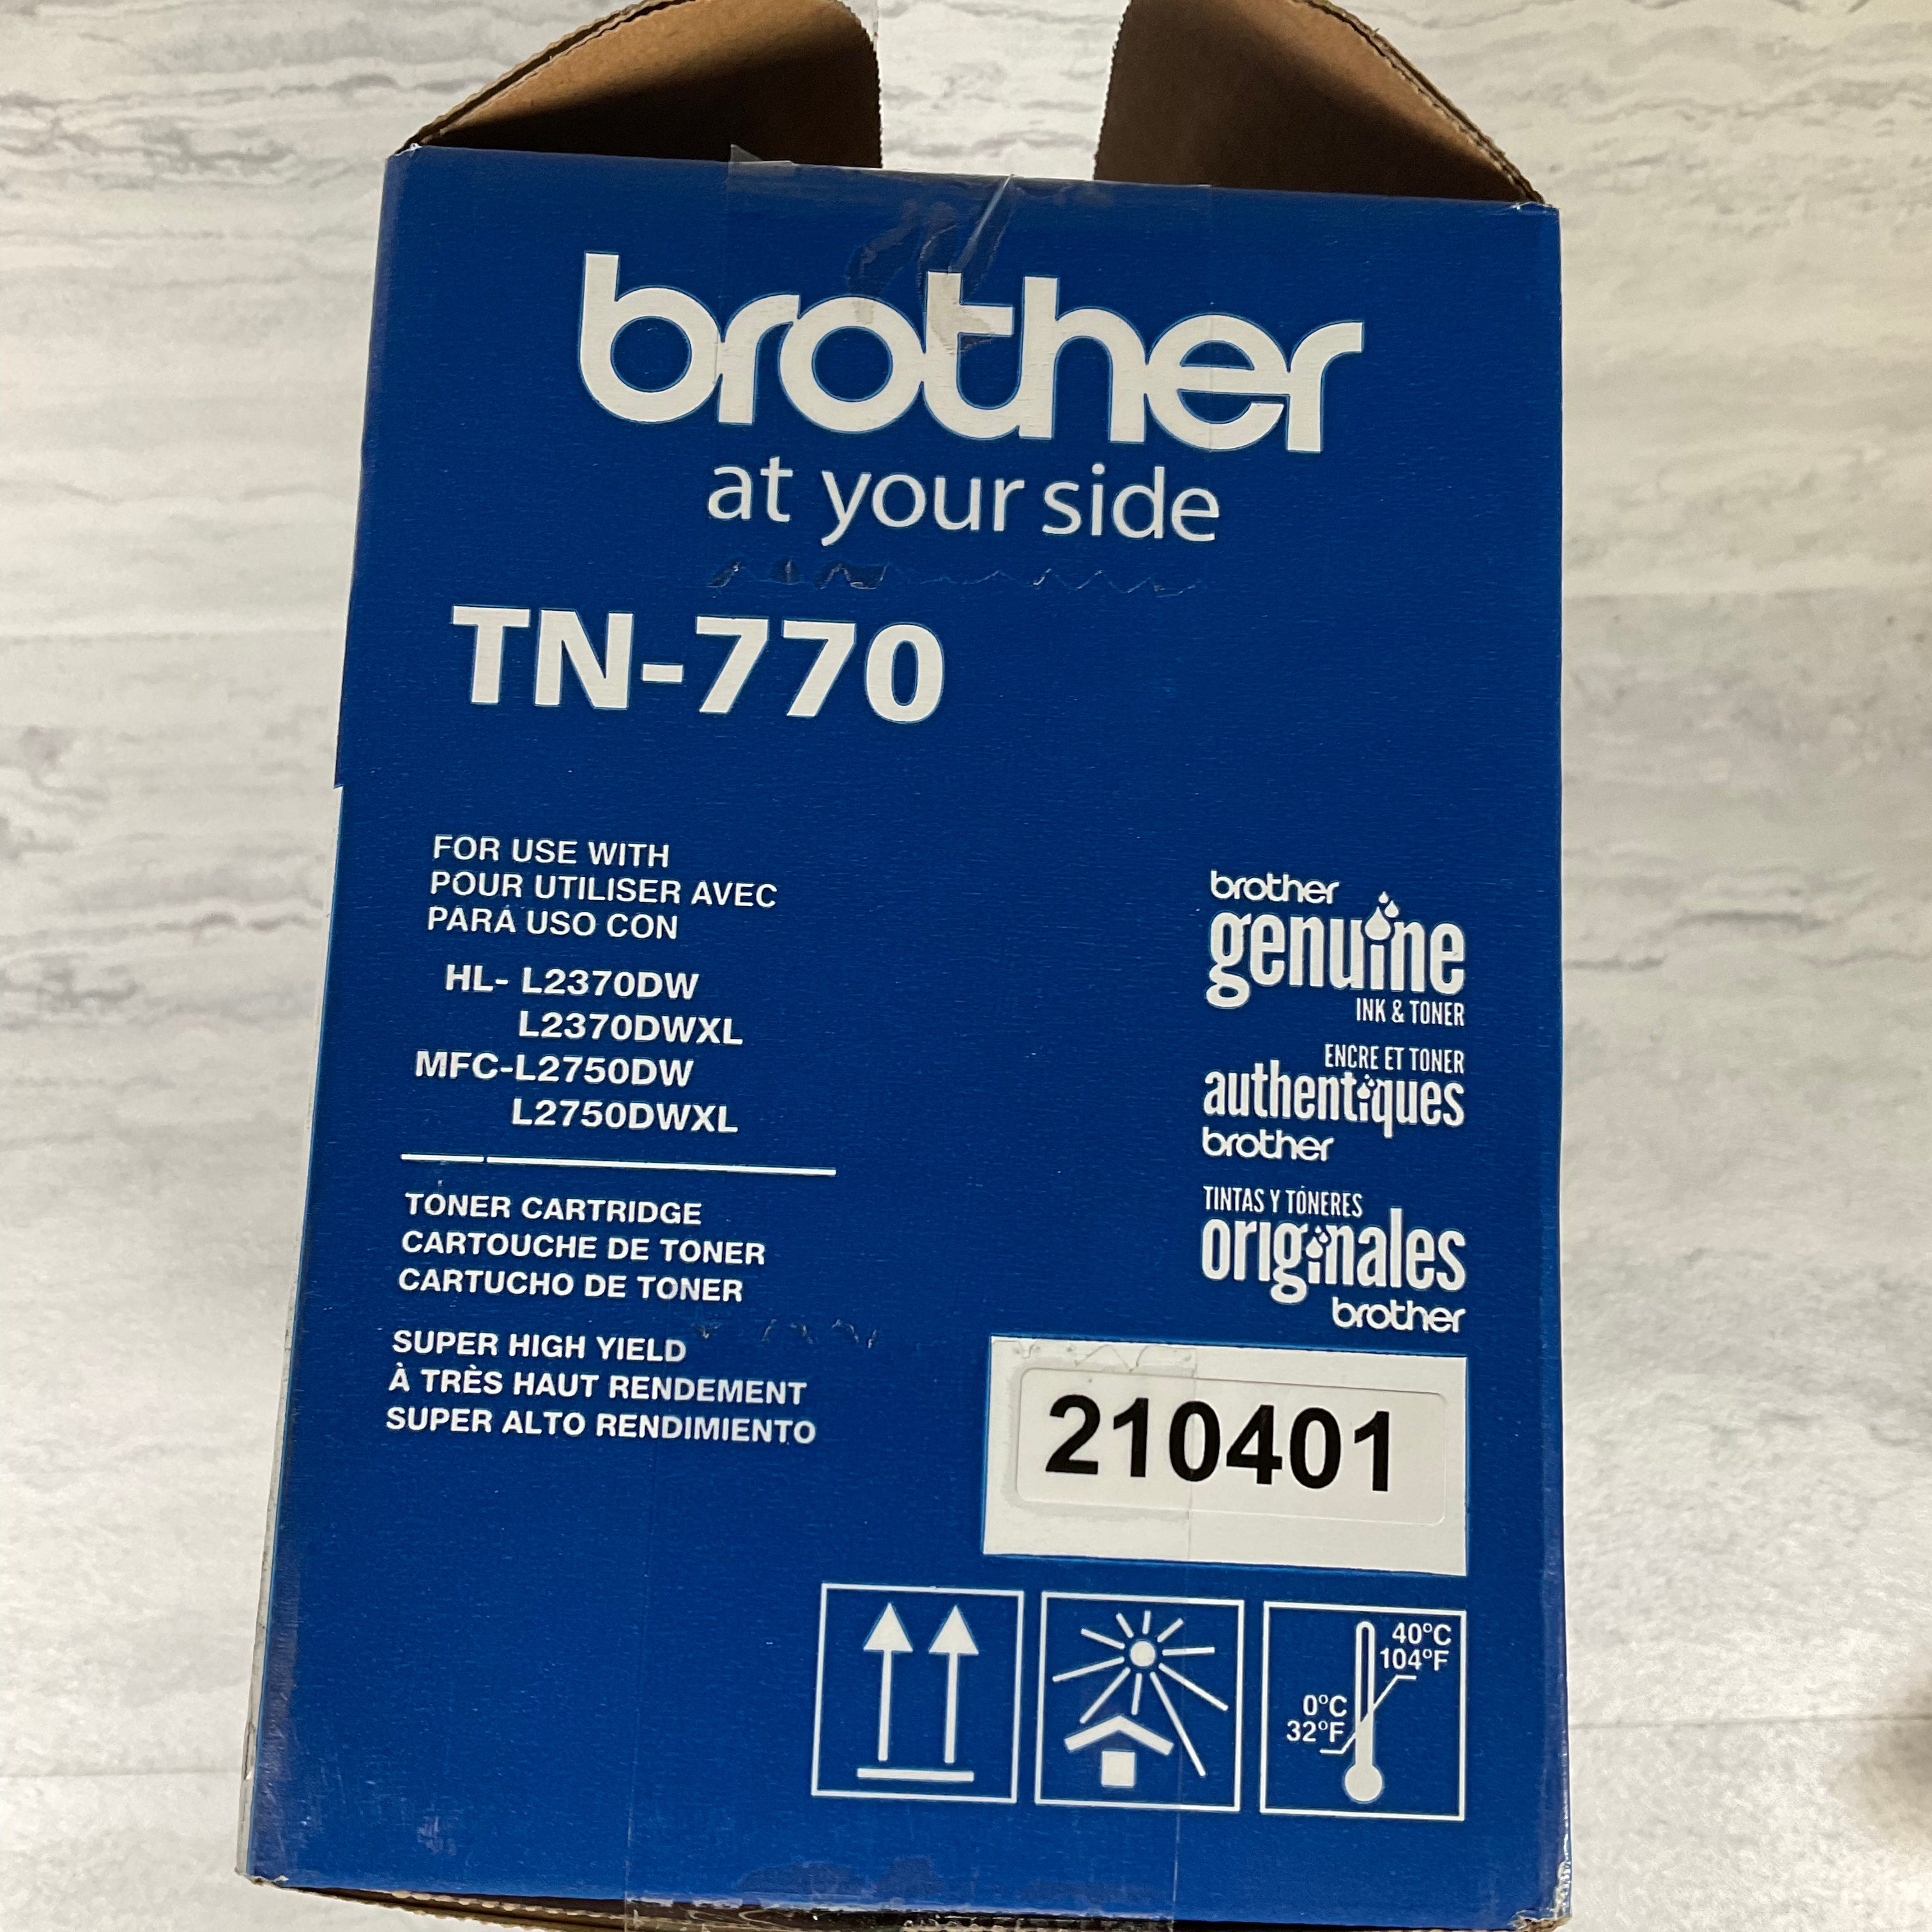 brother
at your side
TN-770
FOR USE WITH
POUR UTILISER AVEC
PARA USO CON
HL- L2370DW
L2370DWXL
MFC-L2750DW
L2750DWXL
TONER CARTRIDGE
CARTOUCHE DE TONER
CARTUCHO DE TONER
SUPER HIGH YIELD
À TRÈS HAUT RENDEMENT
SUPER ALTO RENDIMIENTO
brother
genuine
INK & TONER
ENCRE ET TONER
authentiques
brother
TINTAS Y TÓNERES
originales
brother
210401
40°C
104°F
0°C
32°F